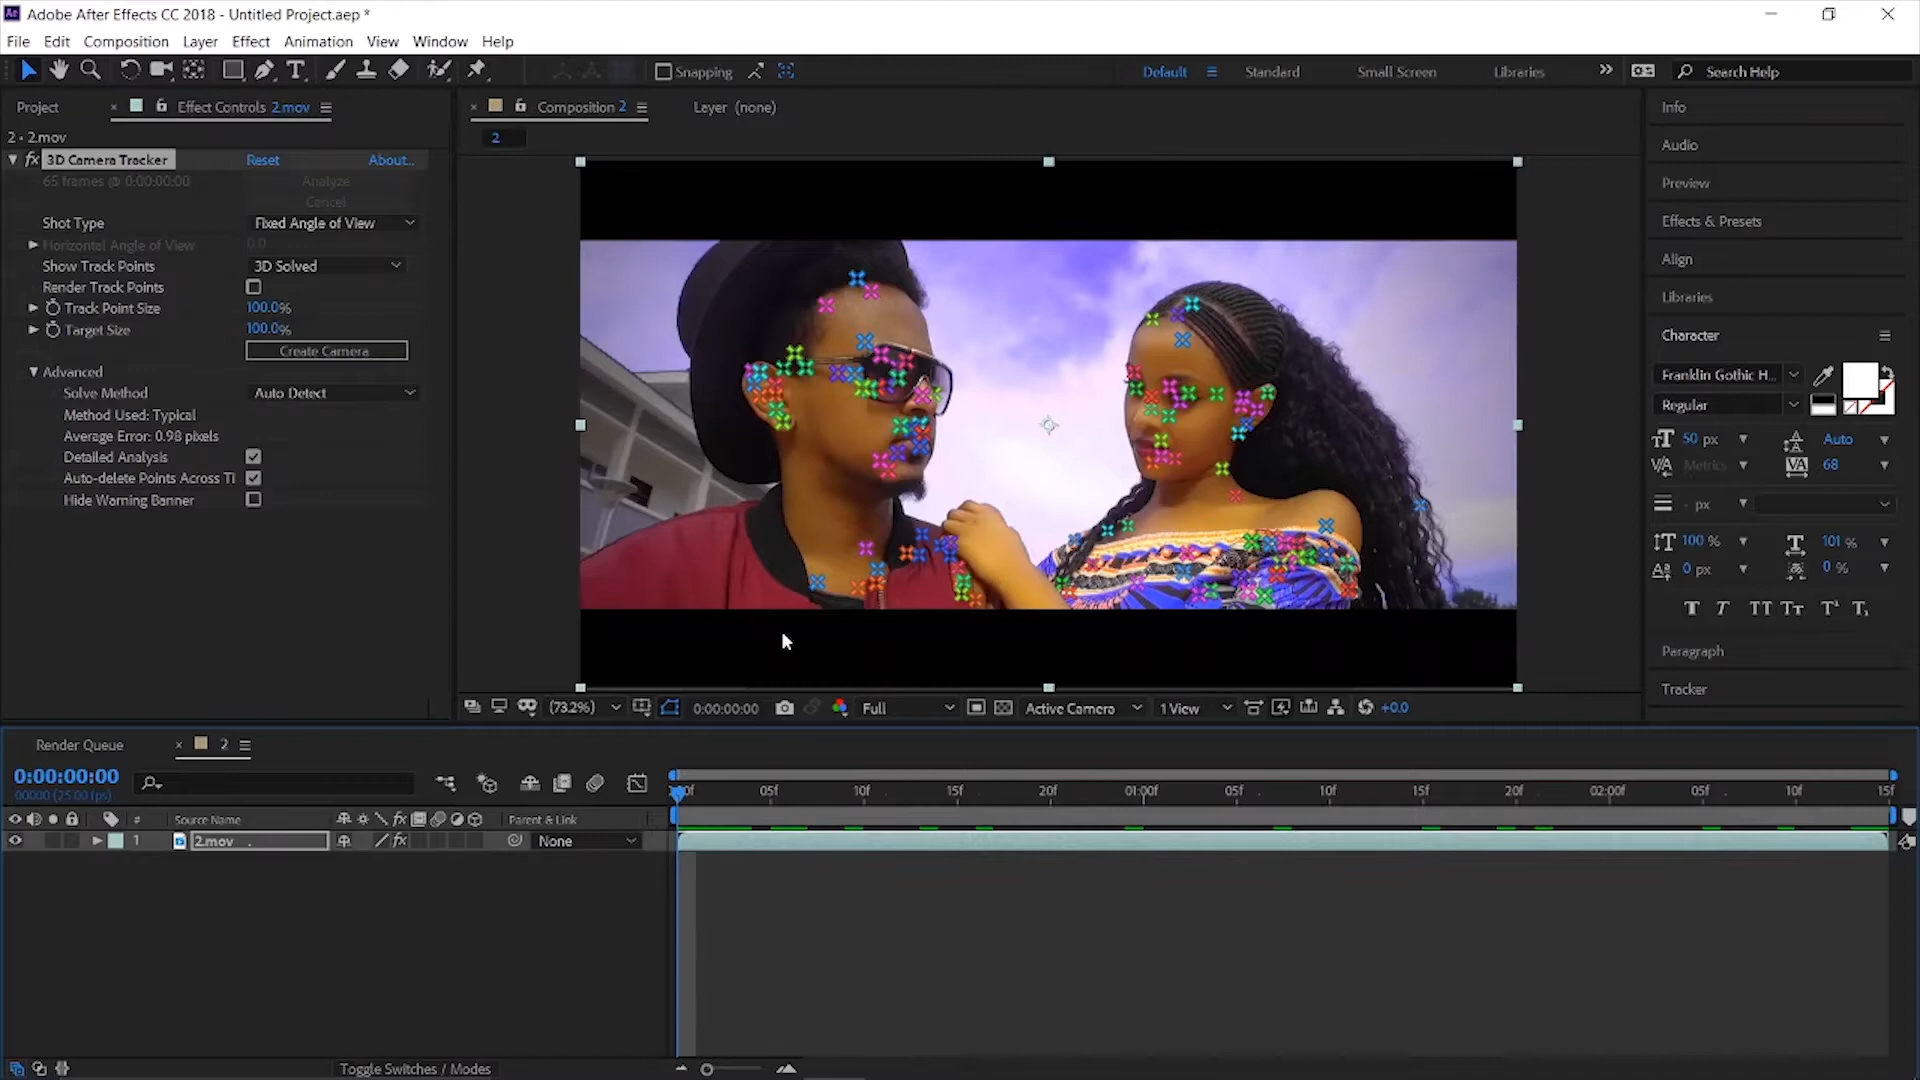 Adobe After Effects CC 2018 - Untitled Project.aep *
File Edit Composition Layer Effect Animation View Window Help
Snapping Default Standard Small Screen Libraries Search Help
Project Effect Controls 2.mov Composition 2 Layer (none)
2 • 2.mov
2
fx 3D Camera Tracker Reset About...
65 frames @ 0:00:00:00 Analyze
Cancel
Shot Type Fixed Angle of View
Horizontal Angle of View 0.0
Show Track Points 3D Solved
Render Track Points
Track Point Size 100.0%
Target Size 100.0%
Create Camera
Advanced
Solve Method Auto Detect
Method Used: Typical
Average Error: 0.98 pixels
Detailed Analysis
Auto-delete Points Across Ti
Hide Warning Banner
Info
Audio
Preview
Effects & Presets
Align
Libraries
Character
Franklin Gothic H...
Regular
50 px Auto
Metrics 68
- px
100 % 101 %
0 px 0 %
T T TT Tт T¹ T₁
Paragraph
Tracker
(73.2%) 0:00:00:00 Full Active Camera 1 View +0.0
Render Queue 2
0:00:00:00
00000 (25.00 fps)
:00f 05f 10f 15f 20f 01:00f 05f 10f 15f 20f 02:00f 05f 10f 15f
# Source Name fx Parent & Link
1 2.mov fx None
Toggle Switches / Modes